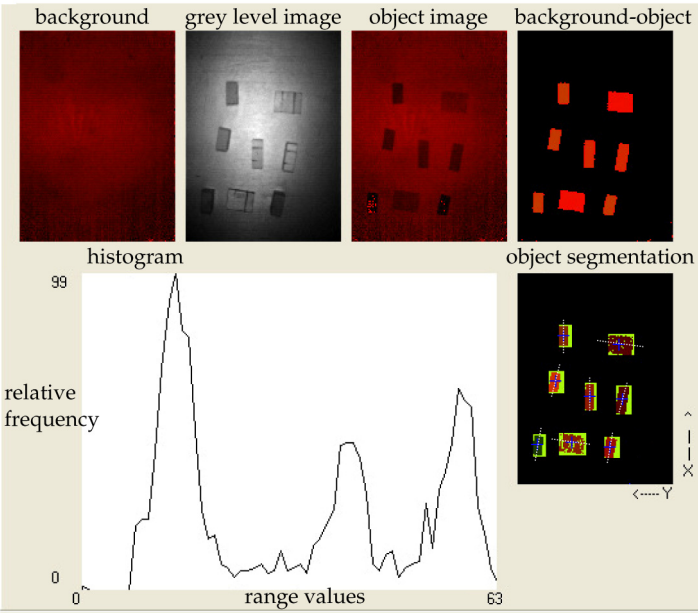 background
grey level image
object image
background-object
histogram
object segmentation
99
relative
frequency
0
0
range values
63
^
|
|
X
<----- Y